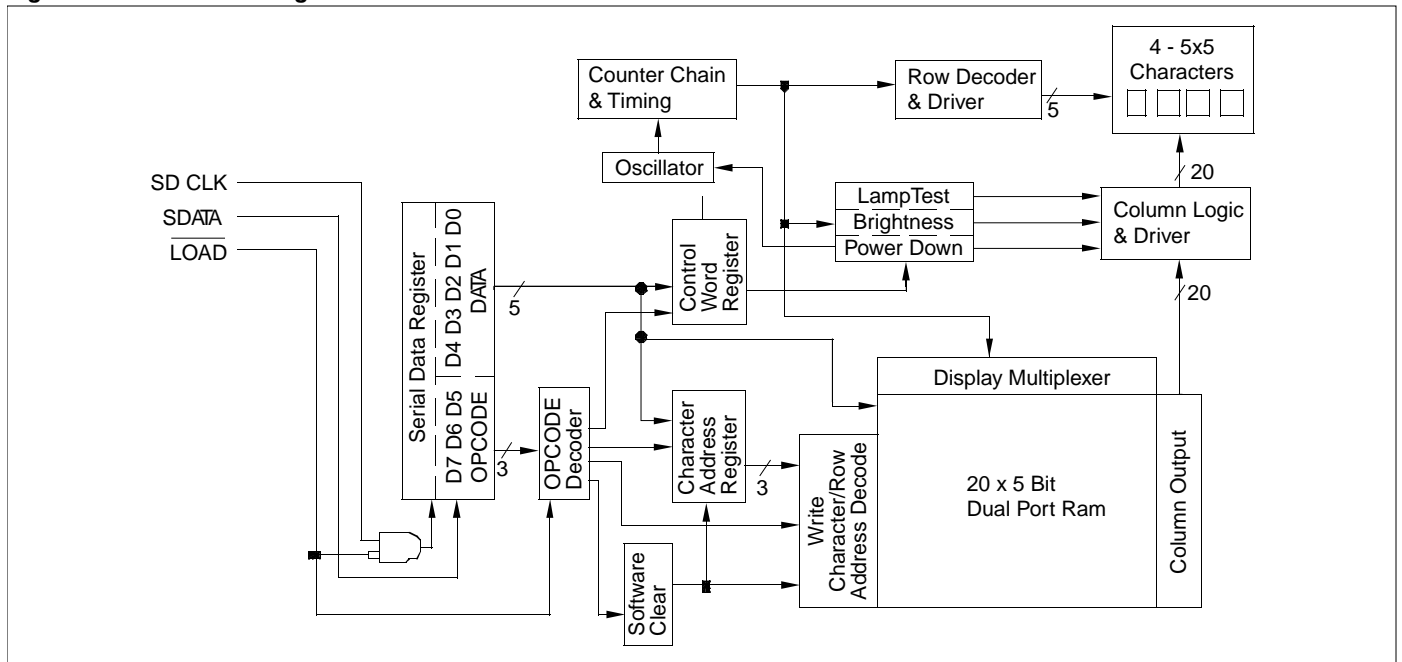 4 - 5x5
Characters
Counter Chain
& Timing
Row Decoder
& Driver
5
Oscillator
20
SD CLK
SDATA
LOAD
LampTest
Brightness
Power Down
Column Logic
& Driver
Serial Data Register
D4 D3 D2 D1 D0
DATA
5
Control
Word
Register
20
Display Multiplexer
D7 D6 D5
OPCODE
3
OPCODE
Decoder
Character
Address
Register
3
Write
Character/Row
Address Decode
20 x 5 Bit
Dual Port Ram
Column Output
Software
Clear